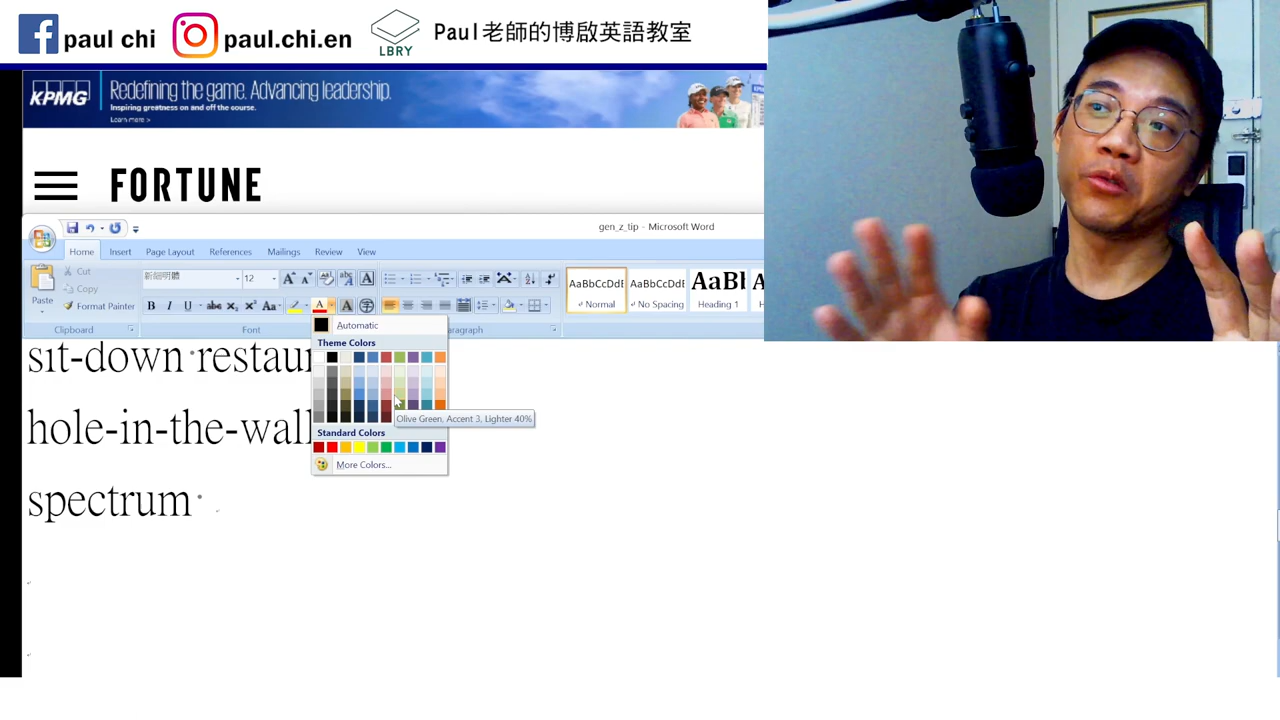 paul chi
paul.chi.en
LBRY
Paul老師的博啟英語教室
KPMG
Redefining the game. Advancing leadership.
Inspiring greatness on and off the course.
Learn more >
FORTUNE
gen_z_tip - Microsoft Word
Home Insert Page Layout References Mailings Review View
Paste
Cut
Copy
Format Painter
Clipboard
新細明體 12
Font
AaBbCcDdE AaBbCcDdE AaBb
Normal No Spacing Heading 1
Automatic
Theme Colors
Olive Green, Accent 3, Lighter 40%
Standard Colors
More Colors...
sit-down restau
hole-in-the-wall
spectrum